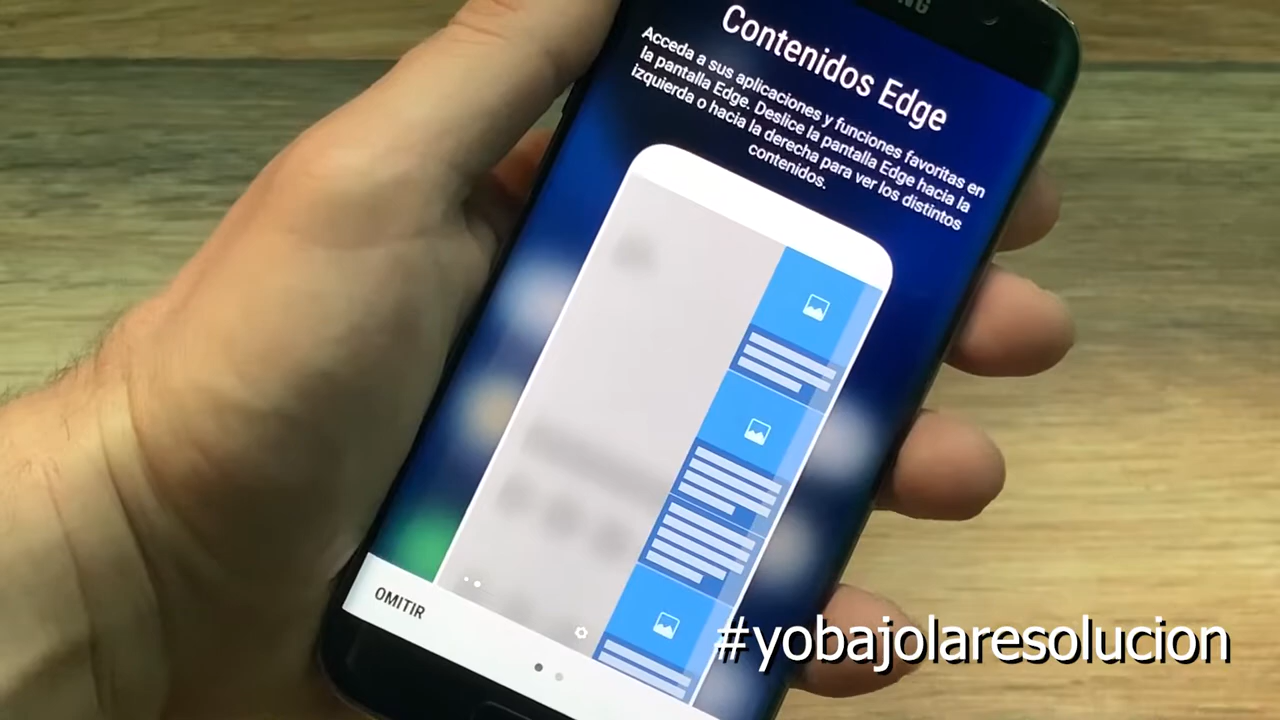 Contenidos Edge
Acceda a sus aplicaciones y funciones favoritas en
la pantalla Edge. Deslice la pantalla Edge hacia la
izquierda o hacia la derecha para ver los distintos
contenidos.
OMITIR
#yobajolaresolucion